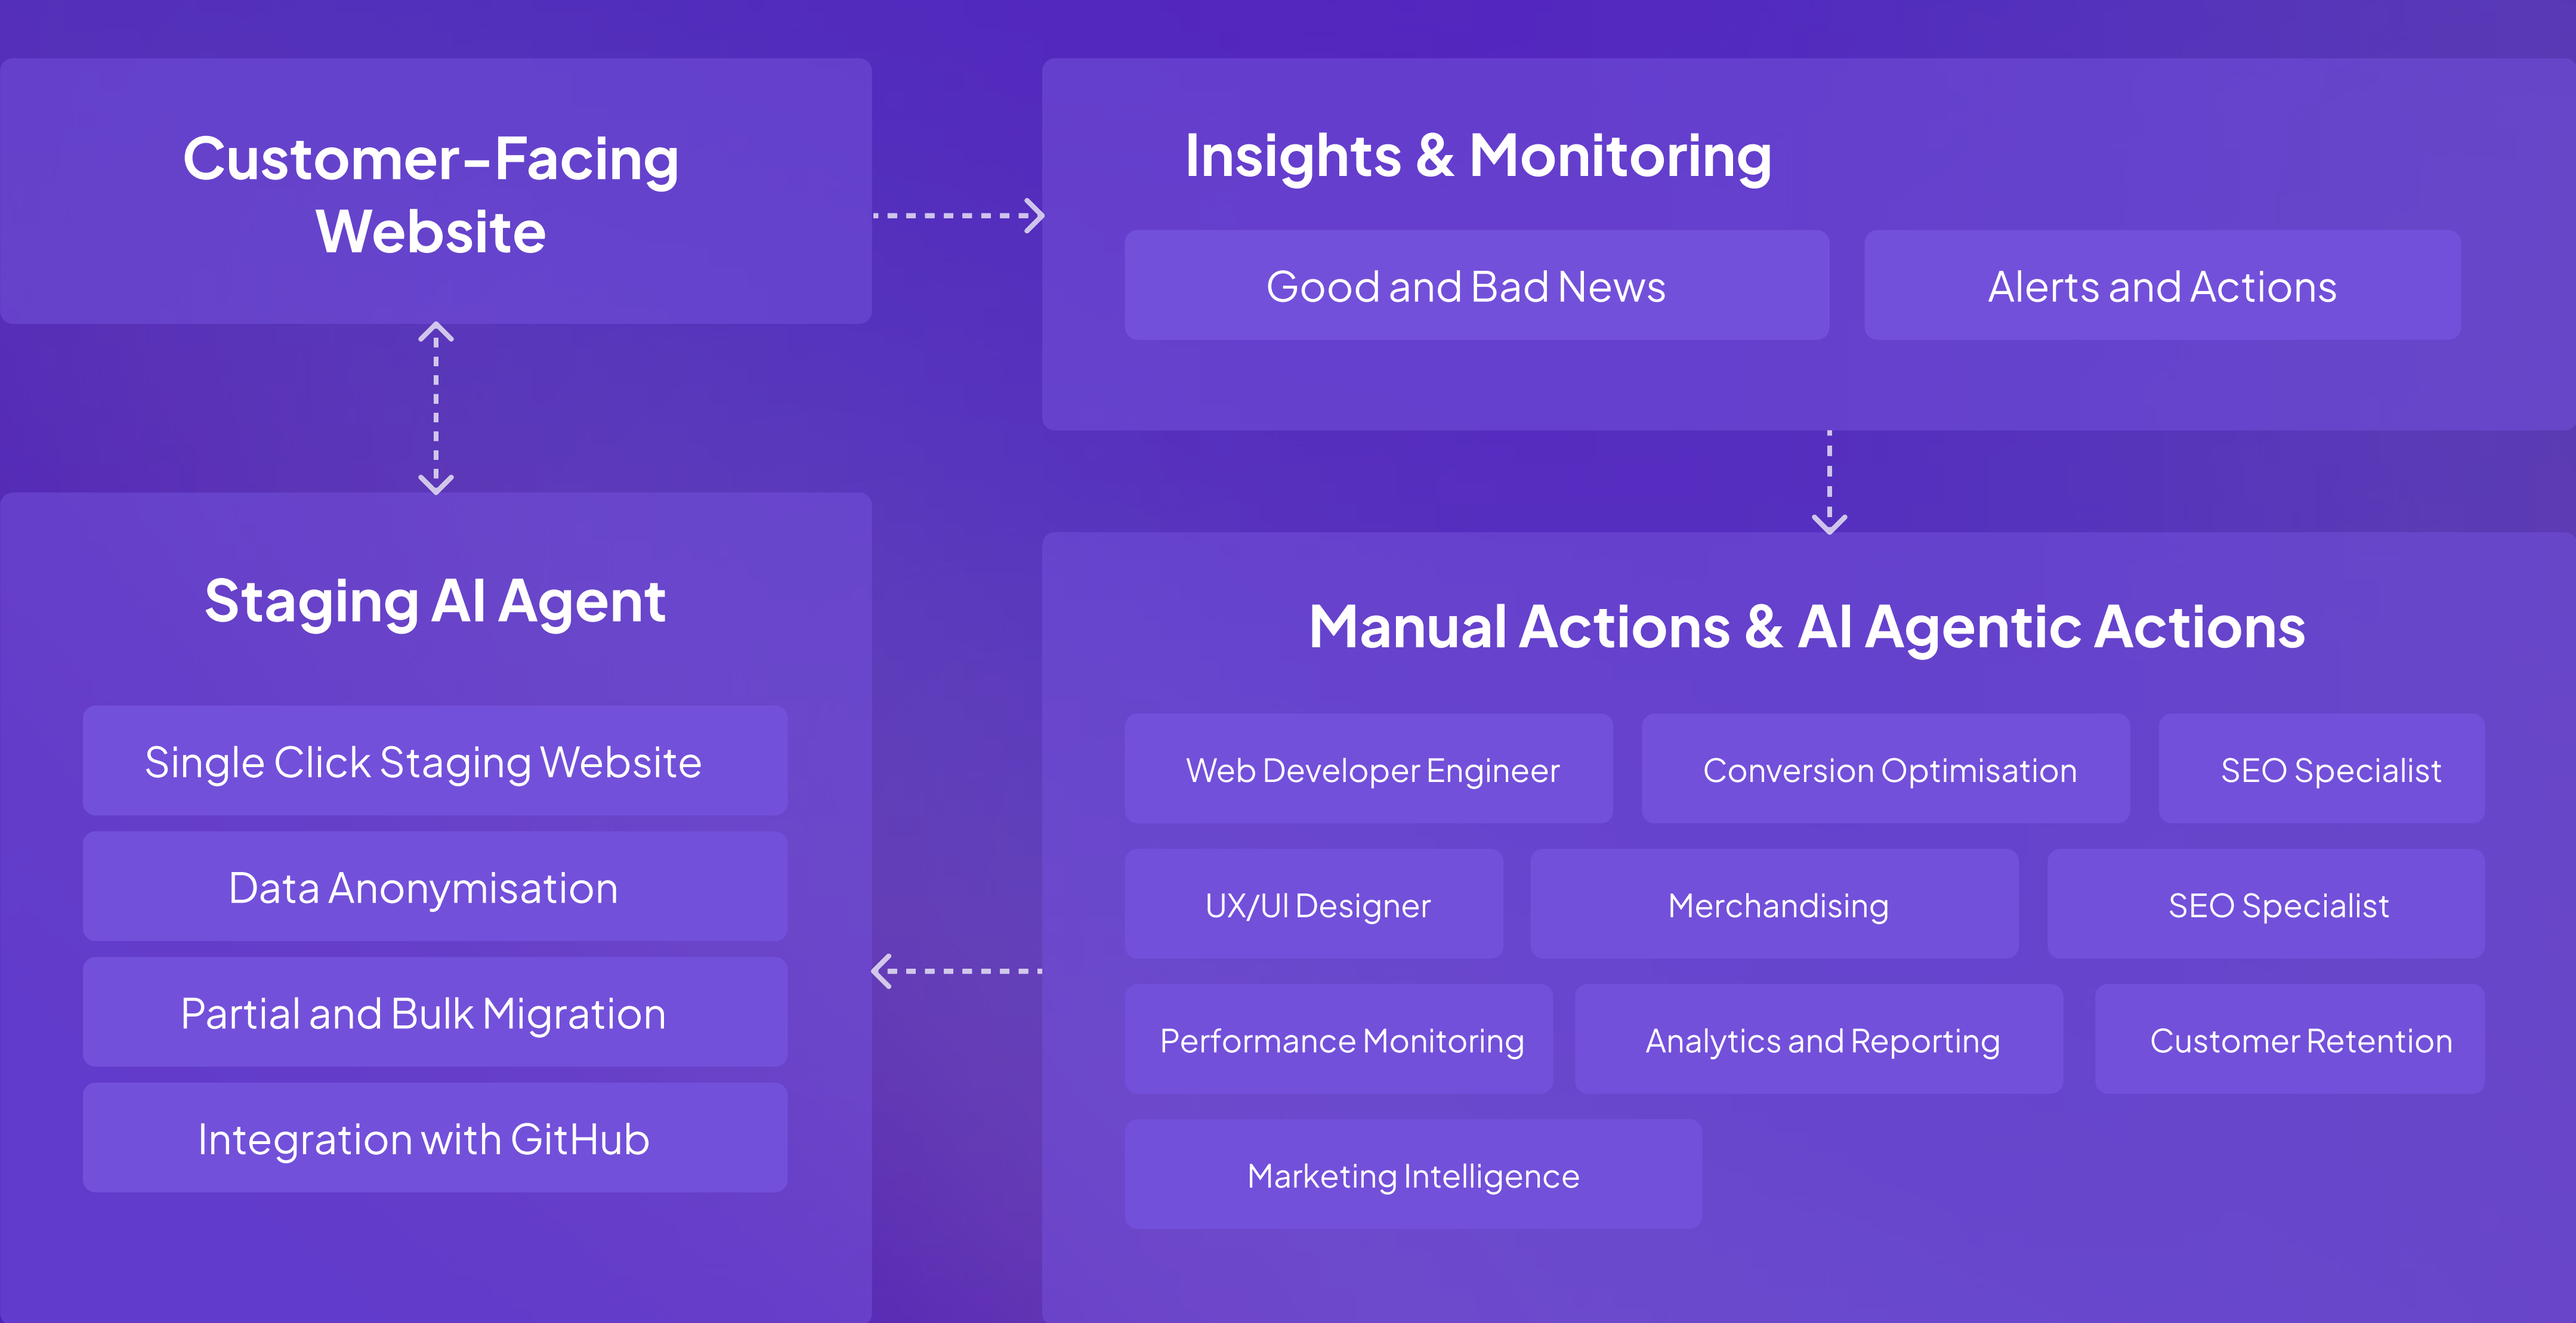 Customer-Facing
Website
Insights & Monitoring
Good and Bad News
Alerts and Actions
Staging AI Agent
Single Click Staging Website
Data Anonymisation
Partial and Bulk Migration
Integration with GitHub
Manual Actions & AI Agentic Actions
Web Developer Engineer
Conversion Optimisation
SEO Specialist
UX/UI Designer
Merchandising
SEO Specialist
Performance Monitoring
Analytics and Reporting
Customer Retention
Marketing Intelligence